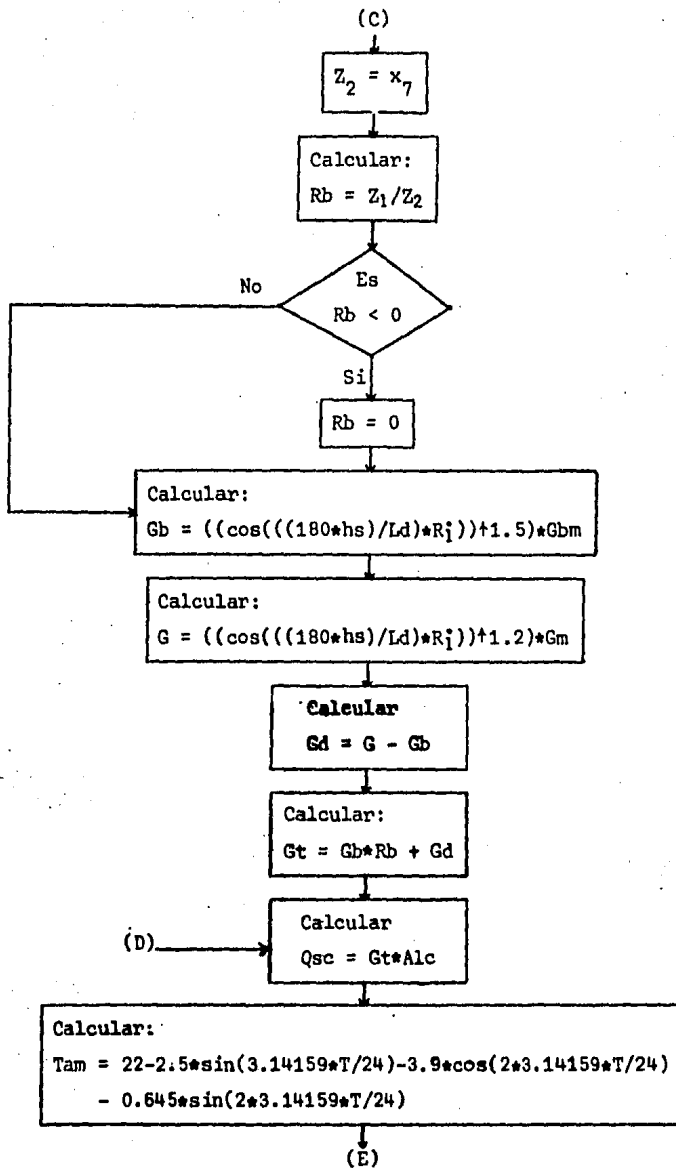 (C)
Z₂ = x₇
Calcular:
Rb = Z₁/Z₂
Es
No
Rb < 0
Si
Rb = 0
Calcular:
Gb = ((cos(((180*hs)/Ld)*R₁°))↑1.5)*Gbm
Calcular:
G = ((cos(((180*hs)/Ld)*R₁°))↑1.2)*Gm
Calcular
Gd = G - Gb
Calcular:
Gt = Gb*Rb + Gd
Calcular
(D)
Qsc = Gt*Alc
Calcular:
Tam = 22-2.5*sin(3.14159*T/24)-3.9*cos(2*3.14159*T/24)
- 0.645*sin(2*3.14159*T/24)
(E)